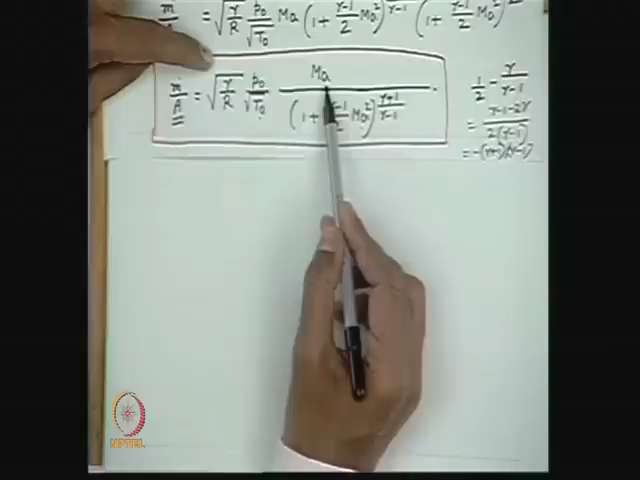 ṁ/A = √(γ/R) p₀/√T₀ Ma (1+ (γ-1)/2 Ma²)^(γ-1) (1+ (γ-1)/2 Ma²)
ṁ/A = √(γ/R) p₀/√T₀ Ma / (1+ γ-1/2 Ma²)^((γ+1)/(γ-1)) .
1/2 - γ/(γ-1)
= γ-1-2γ / 2(γ-1)
= -(γ+1)/(γ-1)
NPTEL